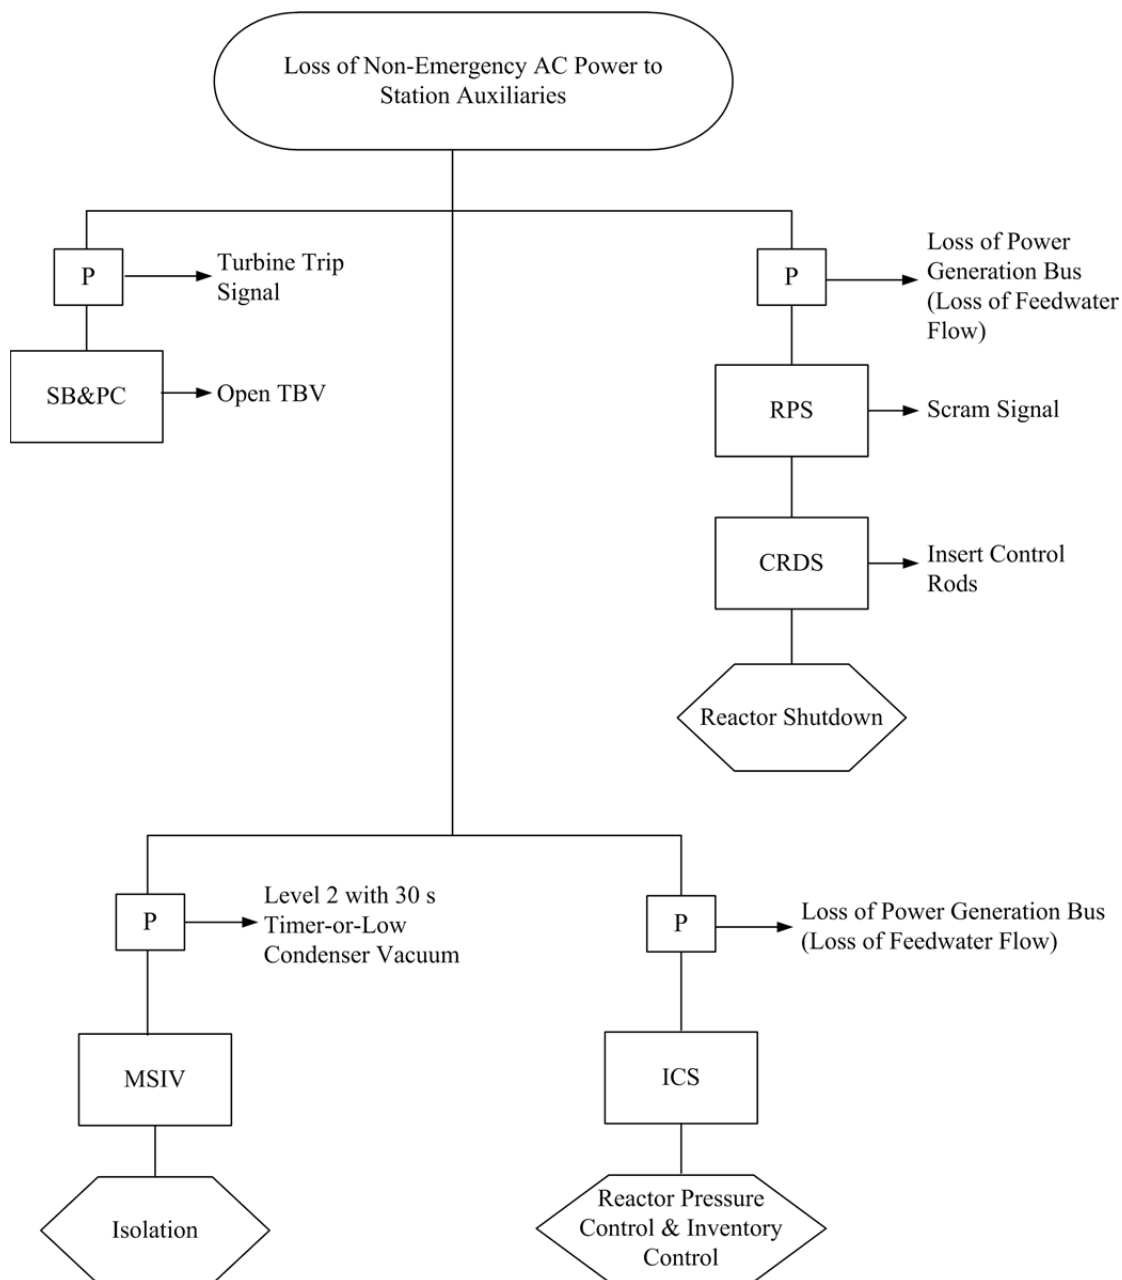 Loss of Non-Emergency AC Power to
Station Auxiliaries
P
Turbine Trip
Signal
SB&PC
Open TBV
P
Loss of Power
Generation Bus
(Loss of Feedwater
Flow)
RPS
Scram Signal
CRDS
Insert Control
Rods
Reactor Shutdown
P
Level 2 with 30 s
Timer-or-Low
Condenser Vacuum
MSIV
Isolation
P
Loss of Power Generation Bus
(Loss of Feedwater Flow)
ICS
Reactor Pressure
Control & Inventory
Control